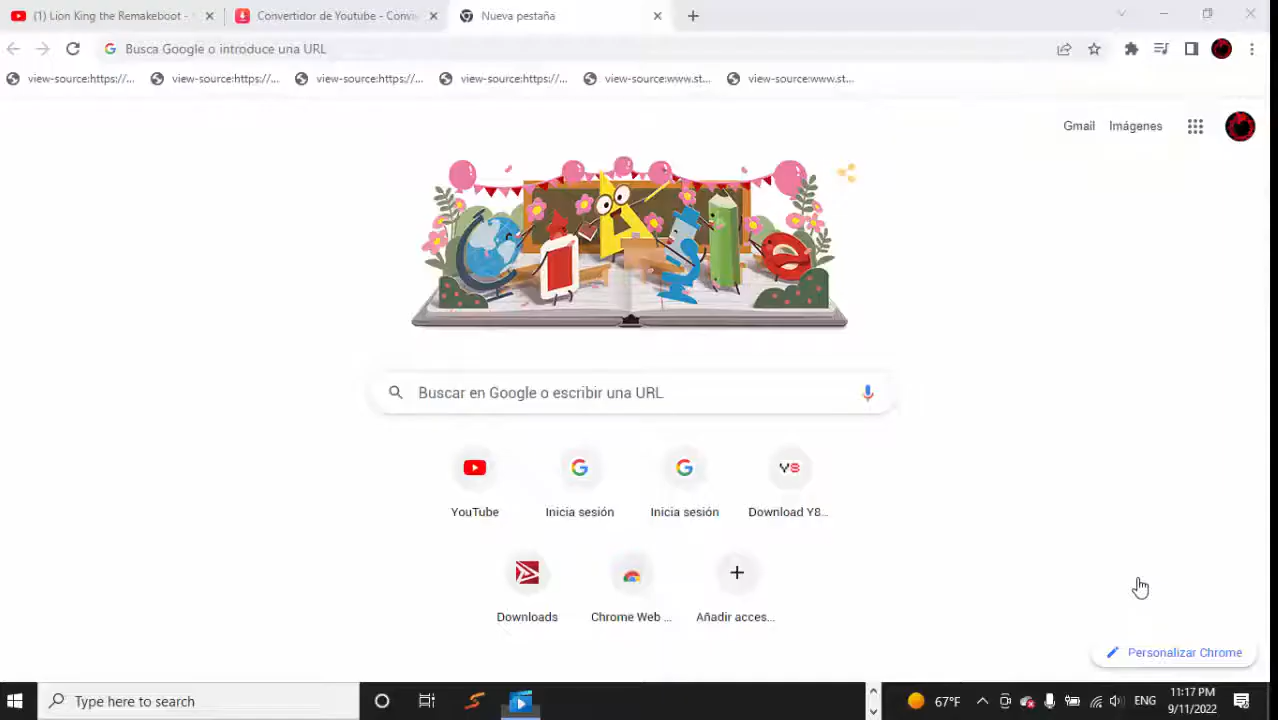 (1) Lion King the Remakeboot -
Convertidor de Youtube - Conve
Nueva pestaña
Busca Google o introduce una URL
view-source:https://...
view-source:https://...
view-source:https://...
view-source:https://...
view-source:www.st...
view-source:www.st...
Gmail
Imágenes
Buscar en Google o escribir una URL
YouTube
Inicia sesión
Inicia sesión
Y8
Download Y8...
Downloads
Chrome Web ...
Añadir acces...
Personalizar Chrome
Type here to search
67°F
ENG
11:17 PM
9/11/2022